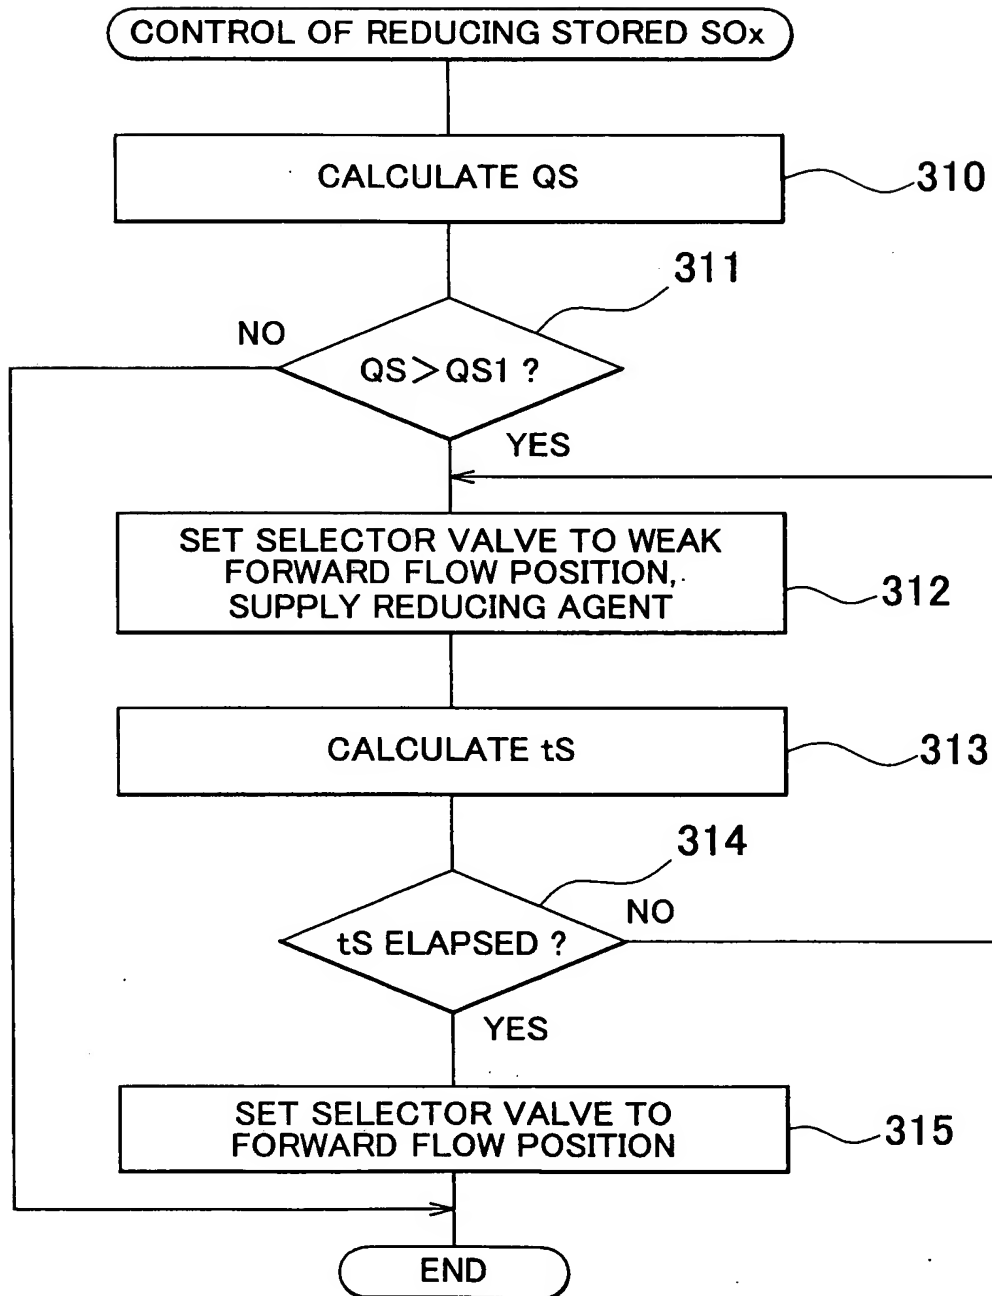 CONTROL OF REDUCING STORED SOx
CALCULATE QS
310
311
NO
QS>QS1 ?
YES
SET SELECTOR VALVE TO WEAK
FORWARD FLOW POSITION,
SUPPLY REDUCING AGENT
312
CALCULATE tS
313
314
NO
tS ELAPSED ?
YES
SET SELECTOR VALVE TO
FORWARD FLOW POSITION
315
END